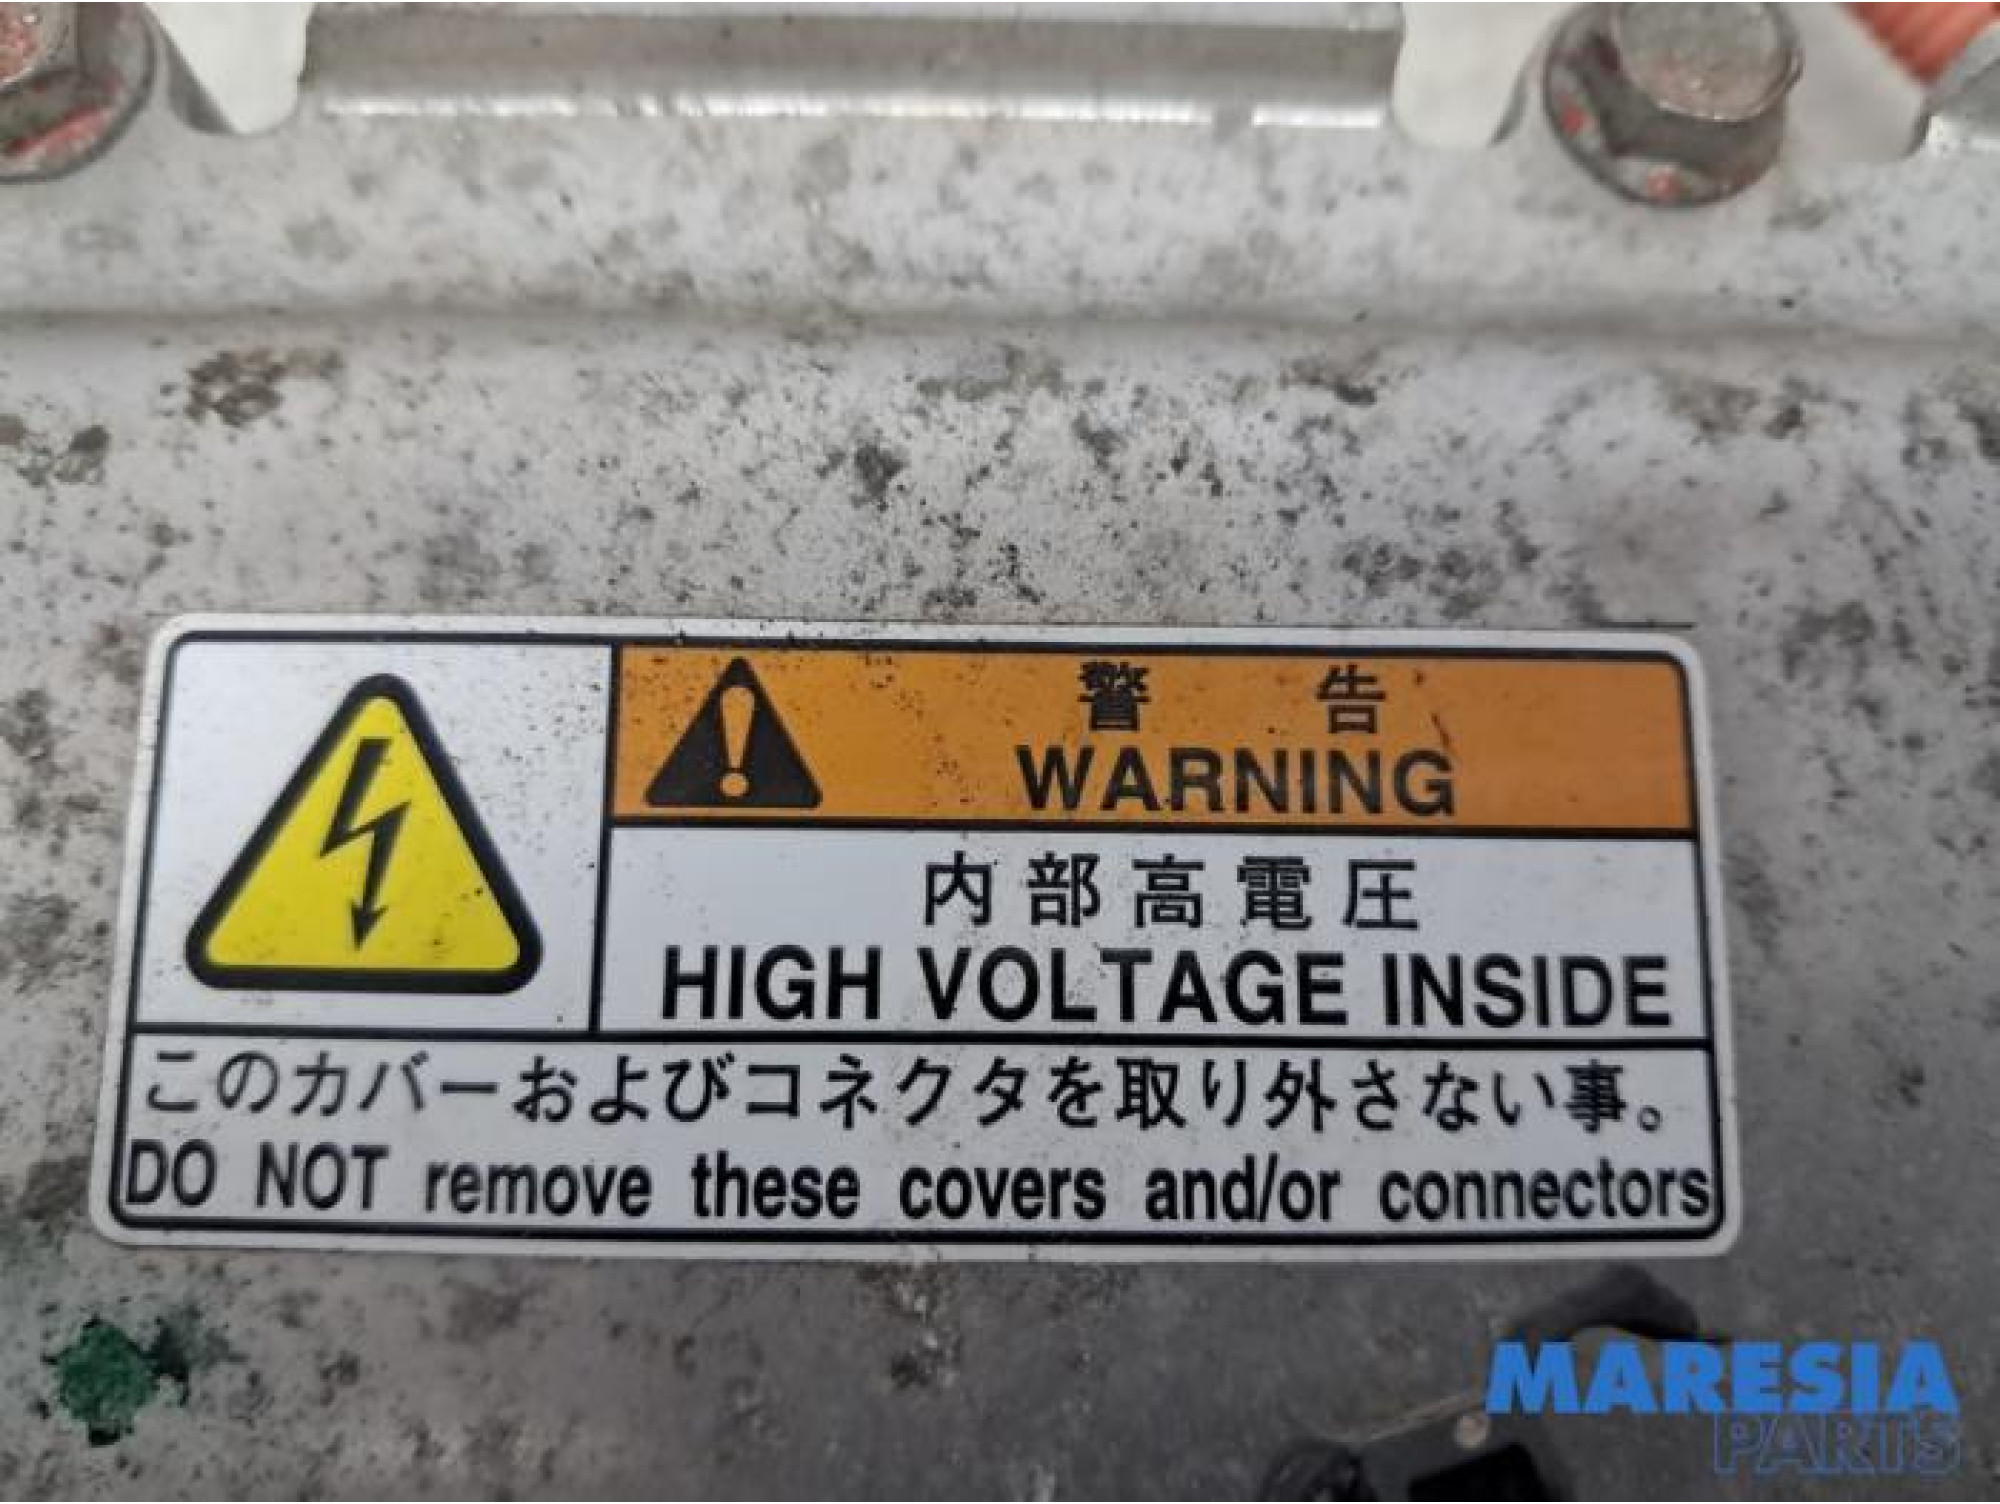 警 告
WARNING
内部高電圧
HIGH VOLTAGE INSIDE
このカバーおよびコネクタを取り外さない事。
DO NOT remove these covers and/or connectors
MARESIA
PARTS